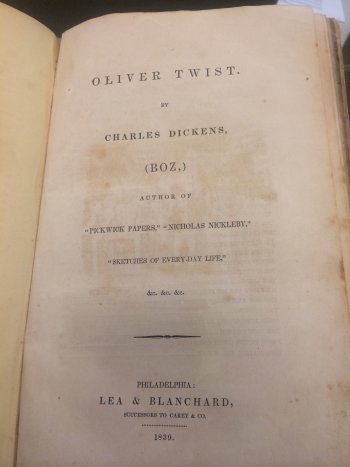 OLIVER TWIST.
BY
CHARLES DICKENS,
(BOZ,)
AUTHOR OF
"PICKWICK PAPERS," "NICHOLAS NICKLEBY,"
"SKETCHES OF EVERY-DAY LIFE,"
&c. &c. &c.
PHILADELPHIA:
LEA & BLANCHARD,
SUCCESSORS TO CAREY & CO.
1839.